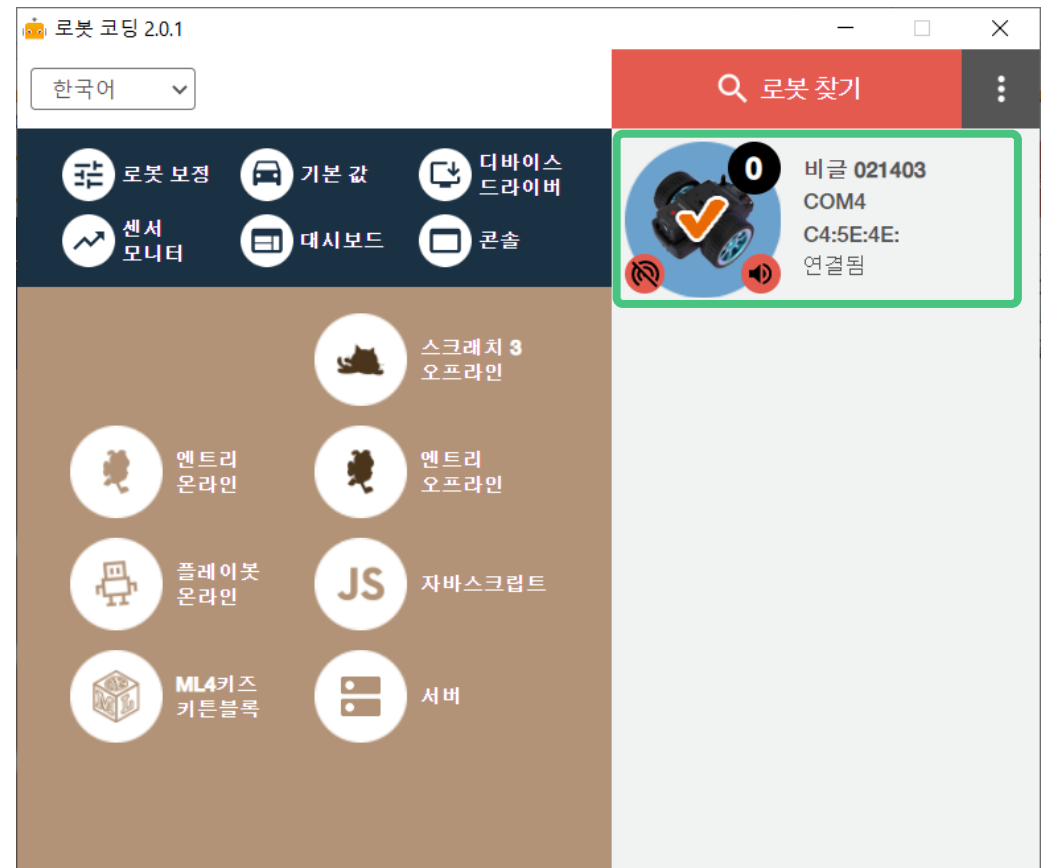 로봇 코딩 2.0.1
한국어
로봇 찾기
로봇 보정
기본 값
디바이스
드라이버
센서
모니터
대시보드
콘솔
0
비글 021403
COM4
C4:5E:4E:
연결됨
스크래치 3
오프라인
엔트리
온라인
엔트리
오프라인
플레이봇
온라인
JS
자바스크립트
ML4키즈
키튼블록
서버